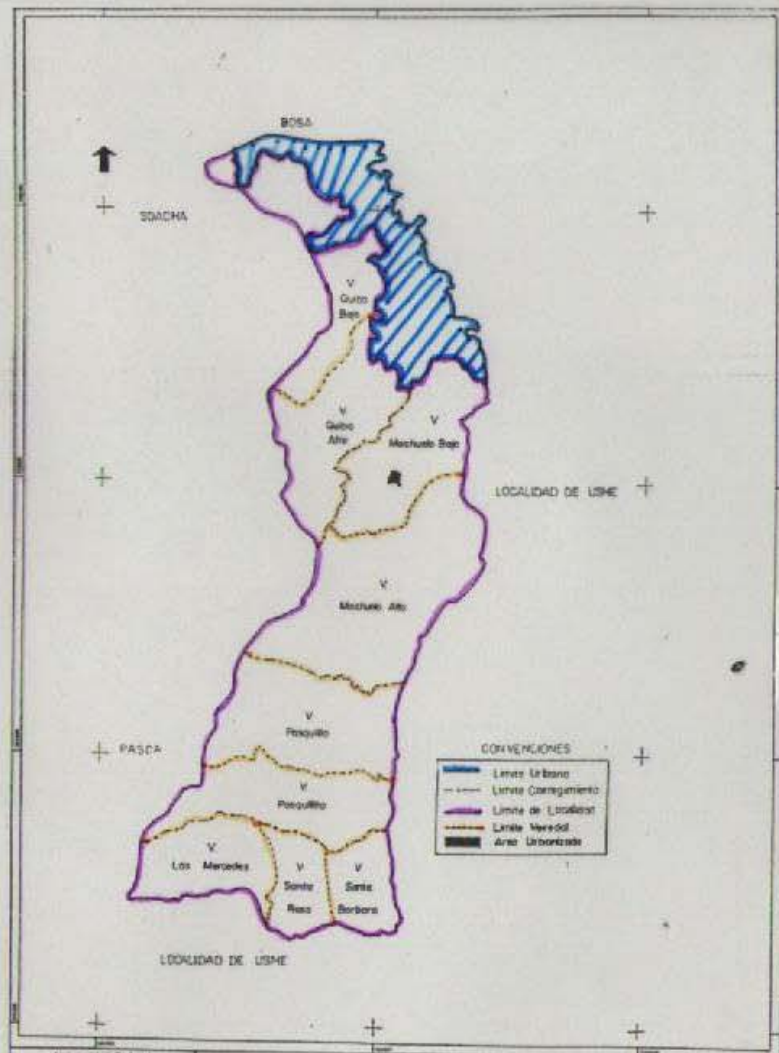 BOSA
SOACHA
V.
Quiba
Bajo
V.
Quiba
Alto
V.
Mochuelo Bajo
LOCALIDAD DE USME
V.
Mochuelo Alto
V.
Pasquilla
PASCA
V.
Pasquillita
V.
Las Mercedes
V.
Santa
Rosa
V.
Santa
Barbara
LOCALIDAD DE USME
CONVENCIONES
Limite Urbano
Limite Corregimiento
Limite de Localidad
Limite Veredal
Area Urbanizada